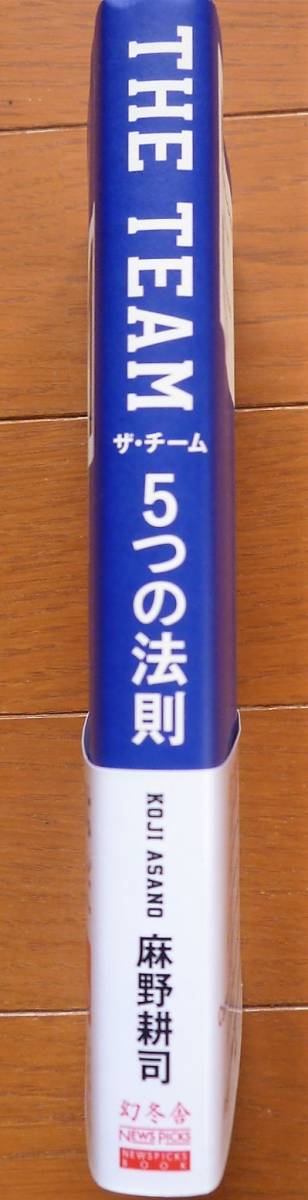 THE TEAM
ザ・チーム
5つの法則
KOJI ASANO
麻野耕司
幻冬舎
NEWS PICKS
NEWSPICKS
BOOK